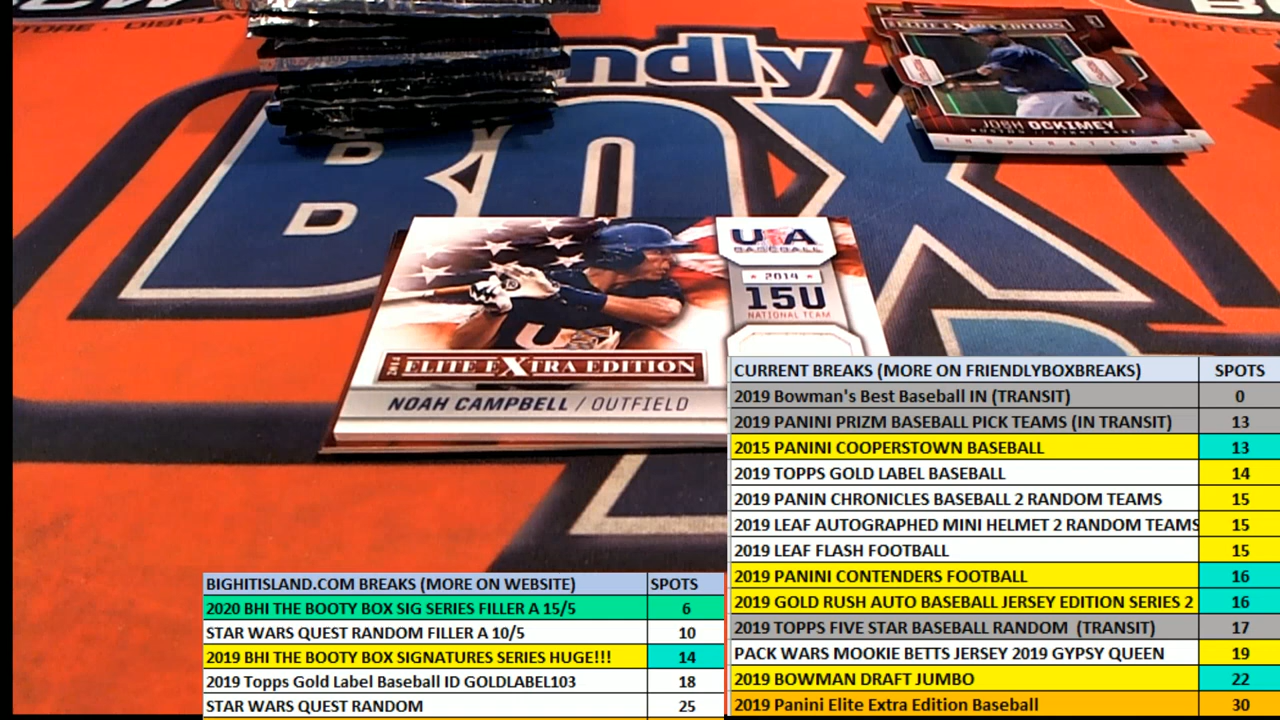 TORE . DISPLAY
PROTEC
ndly
BOX
ELITE EXTRA EDITION
JOSH OCKIMEY
BOSTON // FIRST BASE
INSPIRATIONS
D
D
USA
BASEBALL
2014
15U
NATIONAL TEAM
2014 ELITE EXTRA EDITION
NOAH CAMPBELL / OUTFIELD
CURRENT BREAKS (MORE ON FRIENDLYBOXBREAKS) SPOTS
2019 Bowman's Best Baseball IN (TRANSIT) 0
2019 PANINI PRIZM BASEBALL PICK TEAMS (IN TRANSIT) 13
2015 PANINI COOPERSTOWN BASEBALL 13
2019 TOPPS GOLD LABEL BASEBALL 14
2019 PANIN CHRONICLES BASEBALL 2 RANDOM TEAMS 15
2019 LEAF AUTOGRAPHED MINI HELMET 2 RANDOM TEAMS 15
2019 LEAF FLASH FOOTBALL 15
2019 PANINI CONTENDERS FOOTBALL 16
2019 GOLD RUSH AUTO BASEBALL JERSEY EDITION SERIES 2 16
2019 TOPPS FIVE STAR BASEBALL RANDOM (TRANSIT) 17
PACK WARS MOOKIE BETTS JERSEY 2019 GYPSY QUEEN 19
2019 BOWMAN DRAFT JUMBO 22
2019 Panini Elite Extra Edition Baseball 30
BIGHITISLAND.COM BREAKS (MORE ON WEBSITE) SPOTS
2020 BHI THE BOOTY BOX SIG SERIES FILLER A 15/5 6
STAR WARS QUEST RANDOM FILLER A 10/5 10
2019 BHI THE BOOTY BOX SIGNATURES SERIES HUGE!!! 14
2019 Topps Gold Label Baseball ID GOLDLABEL103 18
STAR WARS QUEST RANDOM 25